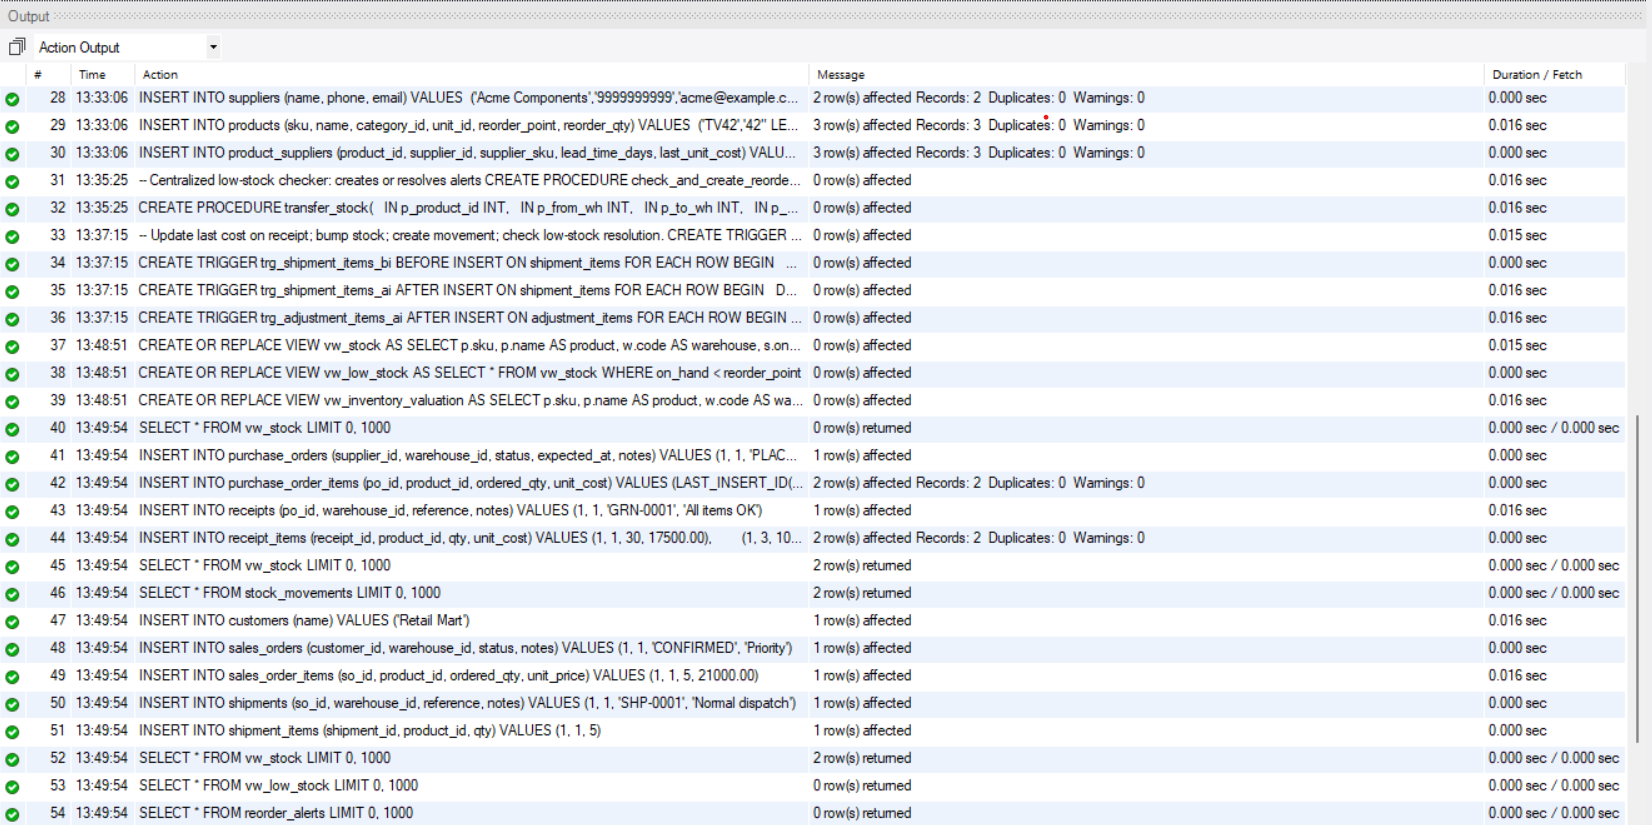 Output
Action Output
# Time Action Message Duration / Fetch
28 13:33:06 INSERT INTO suppliers (name, phone, email) VALUES ('Acme Components','9999999999','acme@example.c... 2 row(s) affected Records: 2 Duplicates: 0 Warnings: 0 0.000 sec
29 13:33:06 INSERT INTO products (sku, name, category_id, unit_id, reorder_point, reorder_qty) VALUES ('TV42','42" LE... 3 row(s) affected Records: 3 Duplicates: 0 Warnings: 0 0.016 sec
30 13:33:06 INSERT INTO product_suppliers (product_id, supplier_id, supplier_sku, lead_time_days, last_unit_cost) VALU... 3 row(s) affected Records: 3 Duplicates: 0 Warnings: 0 0.000 sec
31 13:35:25 -- Centralized low-stock checker: creates or resolves alerts CREATE PROCEDURE check_and_create_reorde... 0 row(s) affected 0.016 sec
32 13:35:25 CREATE PROCEDURE transfer_stock( IN p_product_id INT, IN p_from_wh INT, IN p_to_wh INT, IN p_... 0 row(s) affected 0.016 sec
33 13:37:15 -- Update last cost on receipt; bump stock; create movement; check low-stock resolution. CREATE TRIGGER ... 0 row(s) affected 0.015 sec
34 13:37:15 CREATE TRIGGER trg_shipment_items_bi BEFORE INSERT ON shipment_items FOR EACH ROW BEGIN ... 0 row(s) affected 0.000 sec
35 13:37:15 CREATE TRIGGER trg_shipment_items_ai AFTER INSERT ON shipment_items FOR EACH ROW BEGIN D... 0 row(s) affected 0.016 sec
36 13:37:15 CREATE TRIGGER trg_adjustment_items_ai AFTER INSERT ON adjustment_items FOR EACH ROW BEGIN ... 0 row(s) affected 0.016 sec
37 13:48:51 CREATE OR REPLACE VIEW vw_stock AS SELECT p.sku, p.name AS product, w.code AS warehouse, s.on... 0 row(s) affected 0.015 sec
38 13:48:51 CREATE OR REPLACE VIEW vw_low_stock AS SELECT * FROM vw_stock WHERE on_hand < reorder_point 0 row(s) affected 0.000 sec
39 13:48:51 CREATE OR REPLACE VIEW vw_inventory_valuation AS SELECT p.sku, p.name AS product, w.code AS wa... 0 row(s) affected 0.016 sec
40 13:49:54 SELECT * FROM vw_stock LIMIT 0, 1000 0 row(s) returned 0.000 sec / 0.000 sec
41 13:49:54 INSERT INTO purchase_orders (supplier_id, warehouse_id, status, expected_at, notes) VALUES (1, 1, 'PLAC... 1 row(s) affected 0.000 sec
42 13:49:54 INSERT INTO purchase_order_items (po_id, product_id, ordered_qty, unit_cost) VALUES (LAST_INSERT_ID(... 2 row(s) affected Records: 2 Duplicates: 0 Warnings: 0 0.000 sec
43 13:49:54 INSERT INTO receipts (po_id, warehouse_id, reference, notes) VALUES (1, 1, 'GRN-0001', 'All items OK') 1 row(s) affected 0.016 sec
44 13:49:54 INSERT INTO receipt_items (receipt_id, product_id, qty, unit_cost) VALUES (1, 1, 30, 17500.00), (1, 3, 10... 2 row(s) affected Records: 2 Duplicates: 0 Warnings: 0 0.000 sec
45 13:49:54 SELECT * FROM vw_stock LIMIT 0, 1000 2 row(s) returned 0.000 sec / 0.000 sec
46 13:49:54 SELECT * FROM stock_movements LIMIT 0, 1000 2 row(s) returned 0.000 sec / 0.000 sec
47 13:49:54 INSERT INTO customers (name) VALUES ('Retail Mart') 1 row(s) affected 0.016 sec
48 13:49:54 INSERT INTO sales_orders (customer_id, warehouse_id, status, notes) VALUES (1, 1, 'CONFIRMED', 'Priority') 1 row(s) affected 0.000 sec
49 13:49:54 INSERT INTO sales_order_items (so_id, product_id, ordered_qty, unit_price) VALUES (1, 1, 5, 21000.00) 1 row(s) affected 0.016 sec
50 13:49:54 INSERT INTO shipments (so_id, warehouse_id, reference, notes) VALUES (1, 1, 'SHP-0001', 'Normal dispatch') 1 row(s) affected 0.000 sec
51 13:49:54 INSERT INTO shipment_items (shipment_id, product_id, qty) VALUES (1, 1, 5) 1 row(s) affected 0.000 sec
52 13:49:54 SELECT * FROM vw_stock LIMIT 0, 1000 2 row(s) returned 0.000 sec / 0.000 sec
53 13:49:54 SELECT * FROM vw_low_stock LIMIT 0, 1000 0 row(s) returned 0.000 sec / 0.000 sec
54 13:49:54 SELECT * FROM reorder_alerts LIMIT 0, 1000 0 row(s) returned 0.000 sec / 0.000 sec